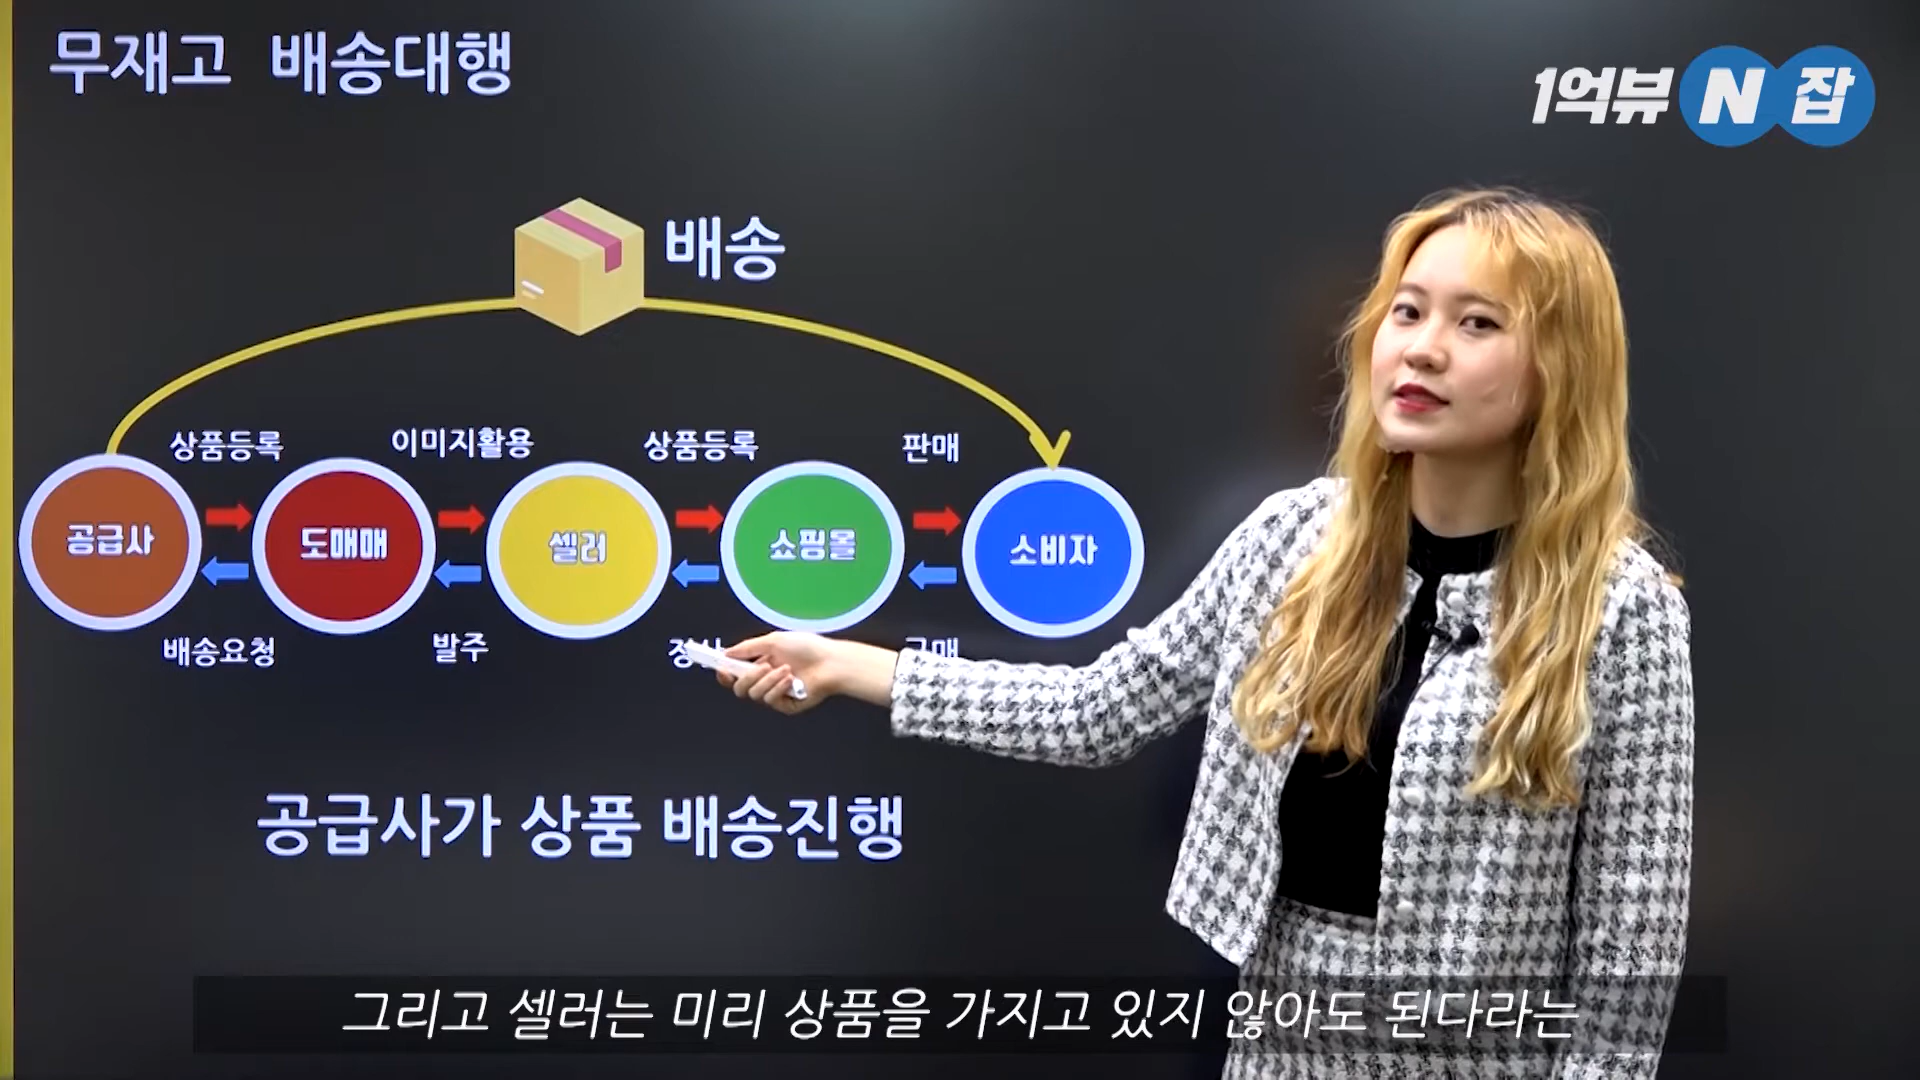 무재고 배송대행
1억뷰 N 잡
배송
상품등록 이미지활용 상품등록 판매
공급사 도매매 셀러 쇼핑몰 소비자
배송요청 발주
공급사가 상품 배송진행
그리고 셀러는 미리 상품을 가지고 있지 않아도 된다라는